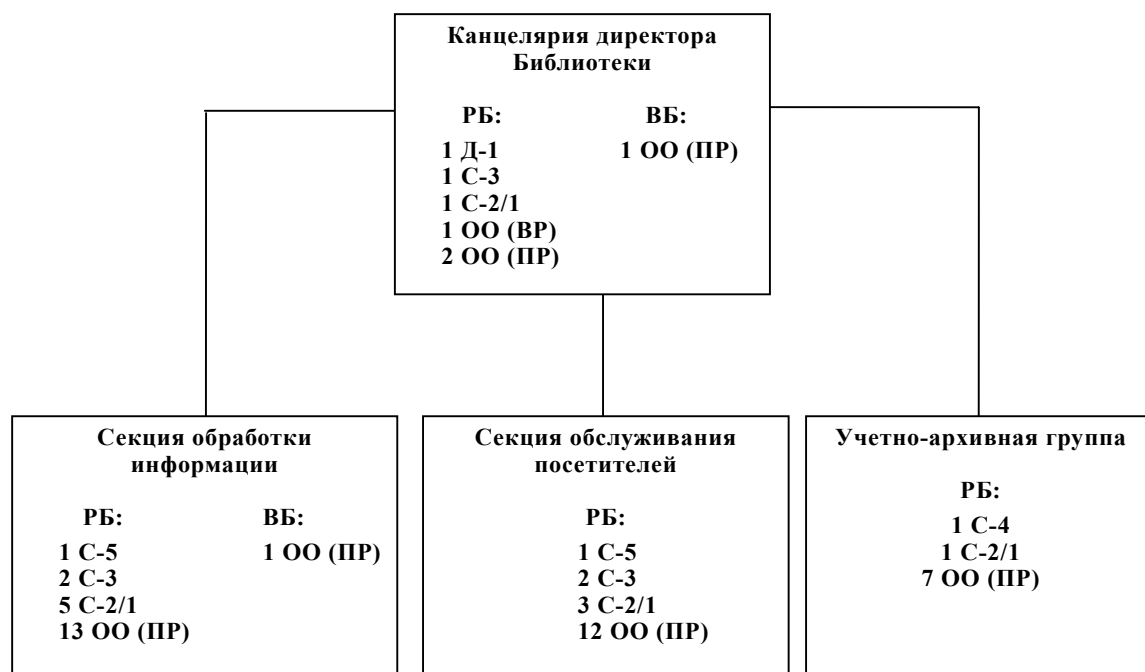 Канцелярия директора
Библиотеки
РБ: ВБ:
1 Д-1 1 ОО (ПР)
1 С-3
1 С-2/1
1 ОО (ВР)
2 ОО (ПР)
Секция обработки
информации
РБ: ВБ:
1 С-5 1 ОО (ПР)
2 С-3
5 С-2/1
13 ОО (ПР)
Секция обслуживания
посетителей
РБ:
1 С-5
2 С-3
3 С-2/1
12 ОО (ПР)
Учетно-архивная группа
РБ:
1 С-4
1 С-2/1
7 ОО (ПР)